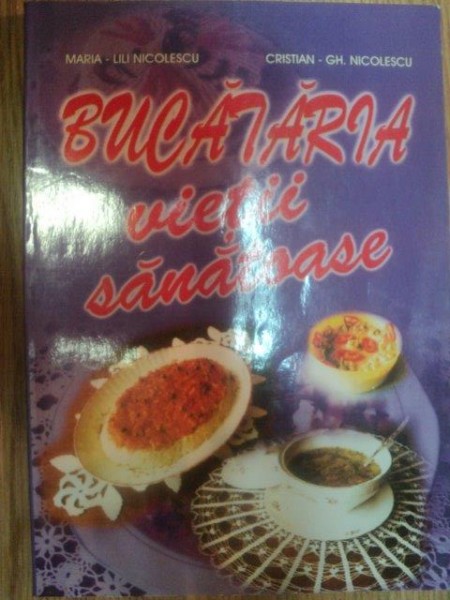 MARIA - LILI NICOLESCU
CRISTIAN - GH. NICOLESCU
BUCĂTĂRIA
vieții
sănătoase